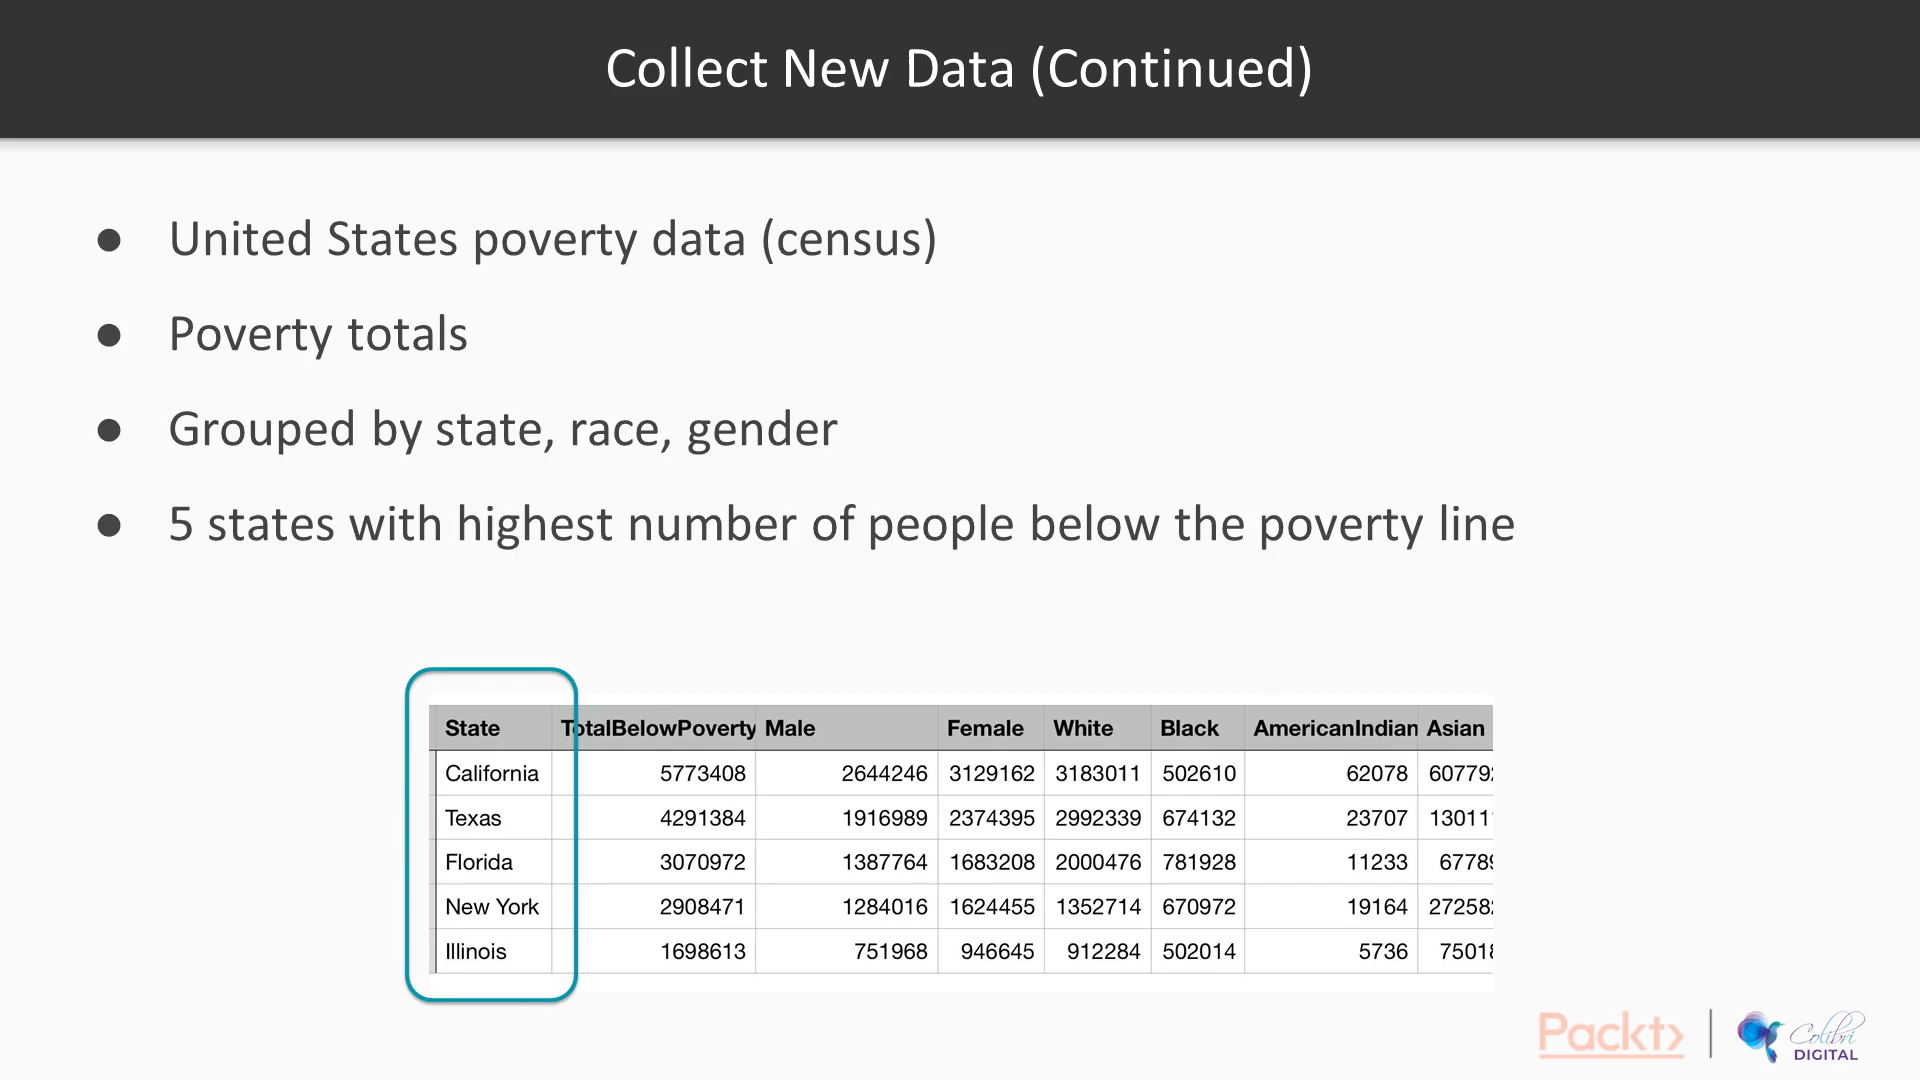 Collect New Data (Continued)
● United States poverty data (census)
● Poverty totals
● Grouped by state, race, gender
● 5 states with highest number of people below the poverty line
State TotalBelowPoverty Male Female White Black AmericanIndian Asian
California 5773408 2644246 3129162 3183011 502610 62078 60779
Texas 4291384 1916989 2374395 2992339 674132 23707 13011
Florida 3070972 1387764 1683208 2000476 781928 11233 6778
New York 2908471 1284016 1624455 1352714 670972 19164 27258
Illinois 1698613 751968 946645 912284 502014 5736 7501
Packt>
Colibri
DIGITAL